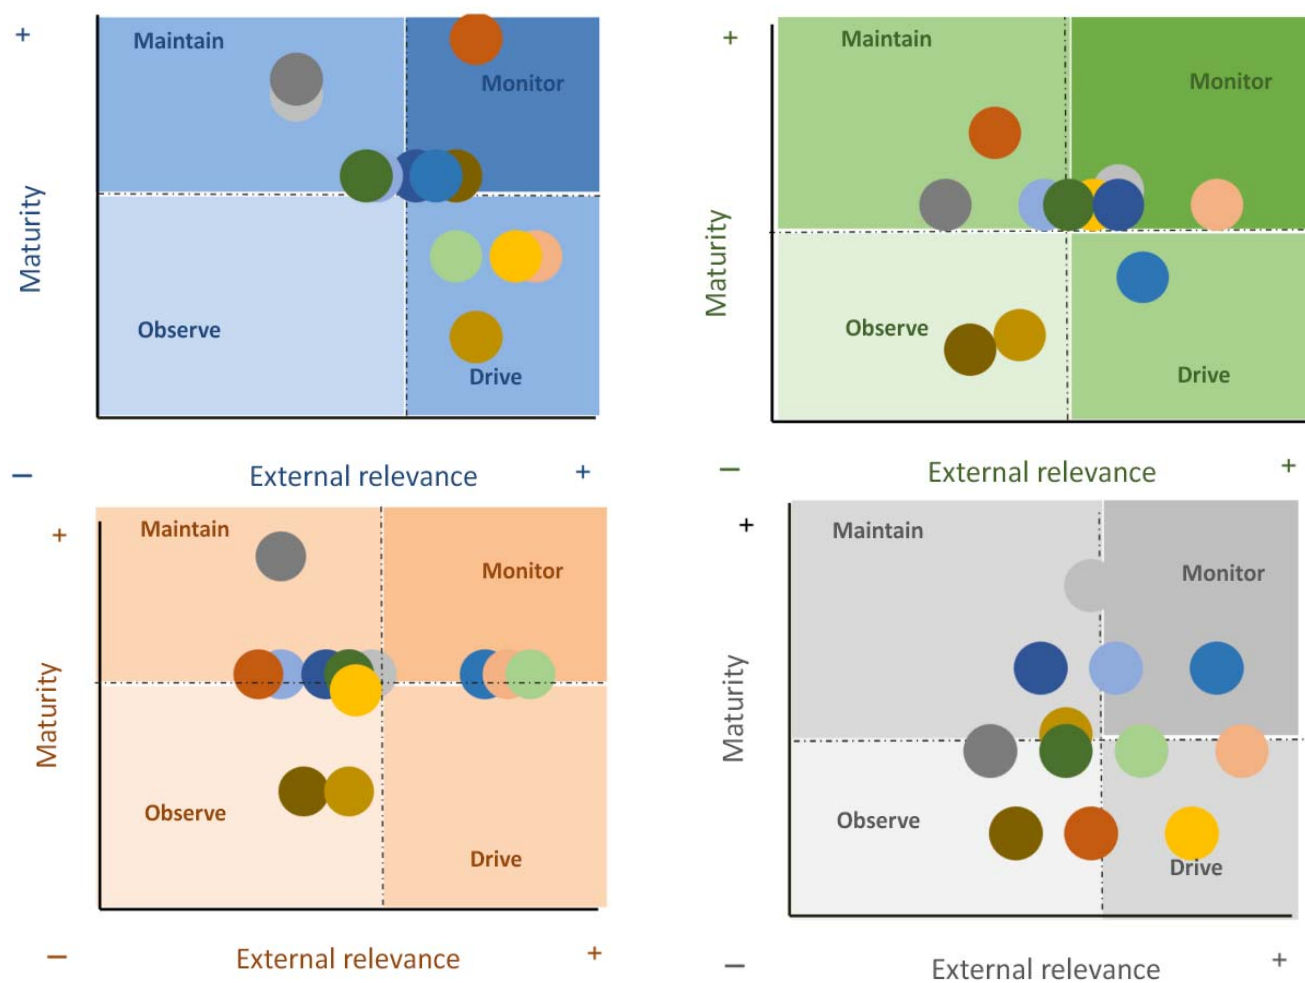 +
Maintain
Monitor
Maturity
Observe
Drive
–
External relevance
+
+
Maintain
Monitor
Maturity
Observe
Drive
–
External relevance
+
+
Maintain
Monitor
Maturity
Observe
Drive
–
External relevance
+
+
Maintain
Monitor
Maturity
Observe
Drive
–
External relevance
+